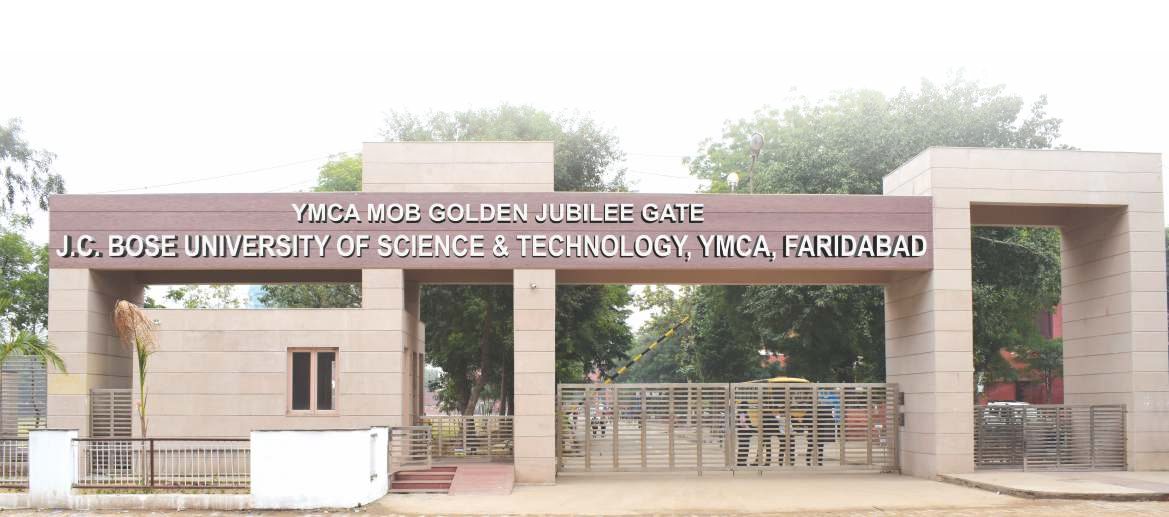 YMCA MOB GOLDEN JUBILEE GATE
J.C. BOSE UNIVERSITY OF SCIENCE & TECHNOLOGY, YMCA, FARIDABAD